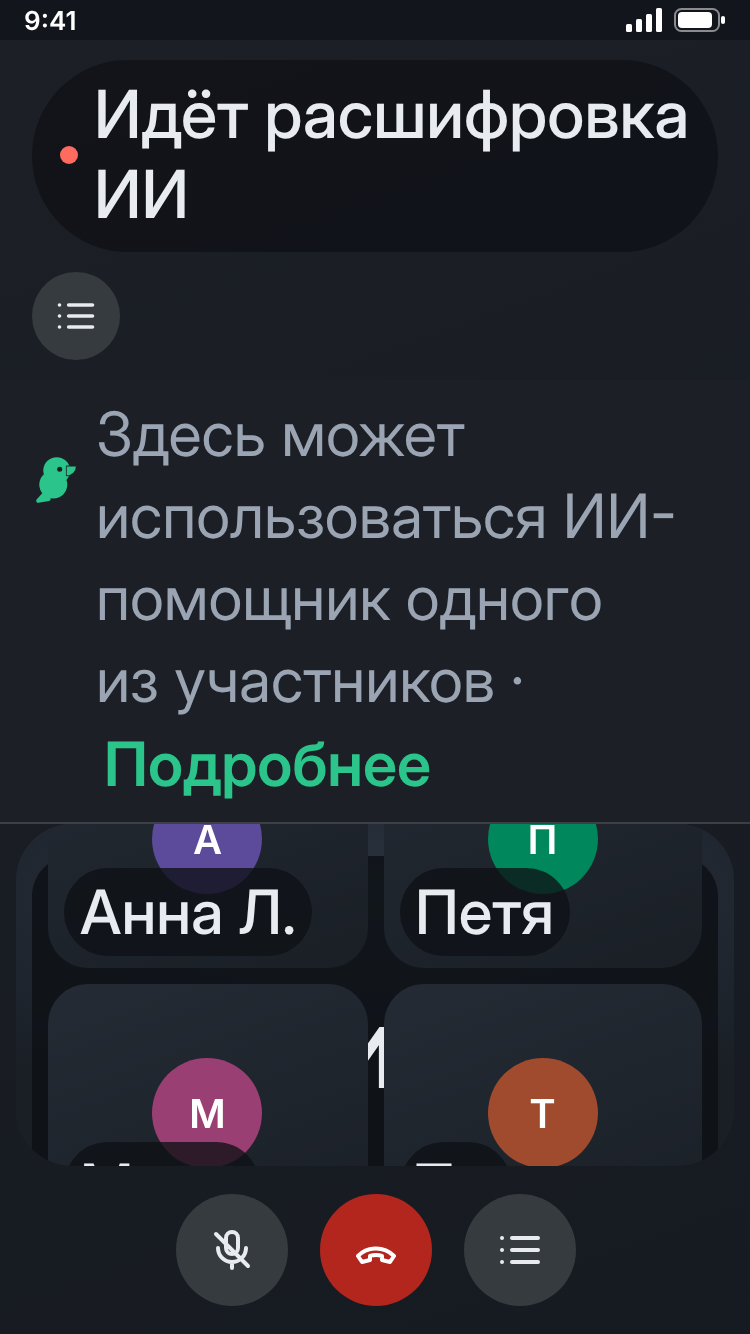 9:41
Идёт расшифровка
ИИ
Здесь может
использоваться ИИ-
помощник одного
из участников ·
Подробнее
А
П
Анна Л.
Петя
М
Т